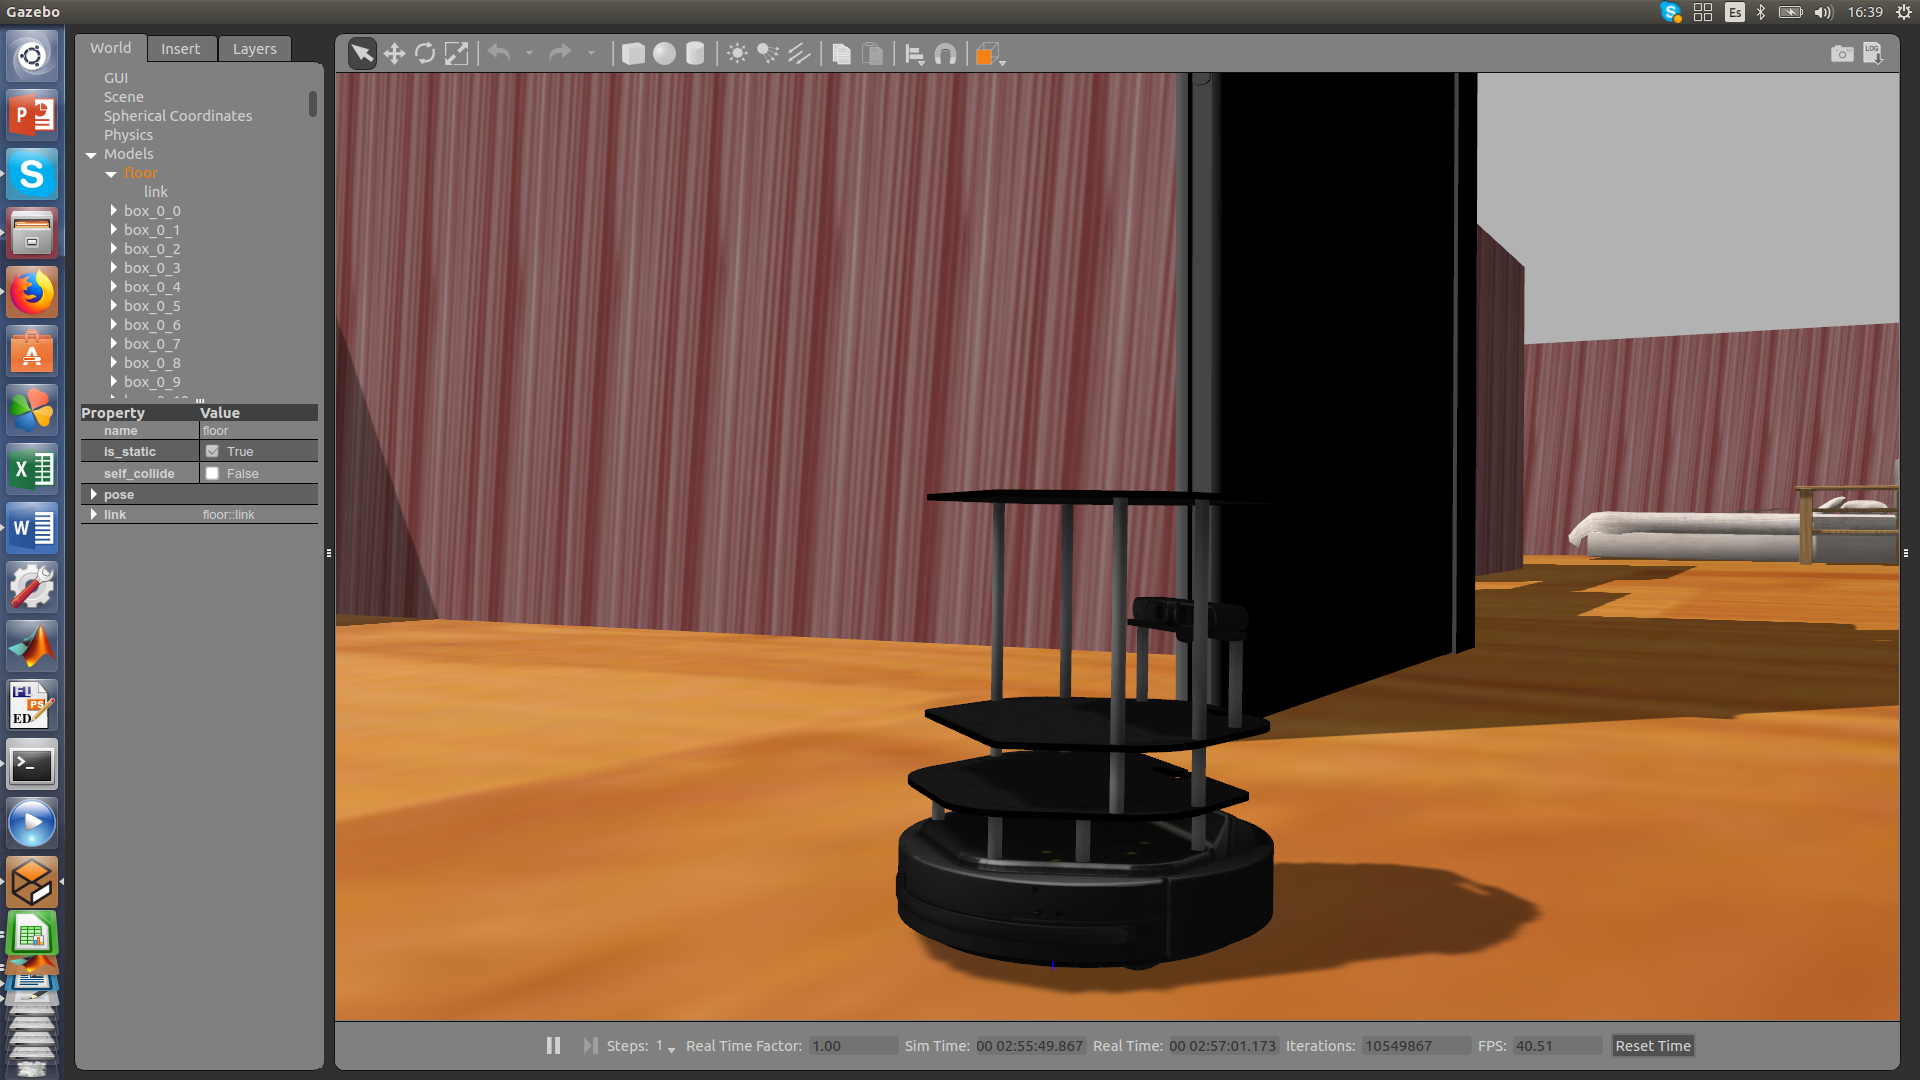 Gazebo
Es
16:39
World
Insert
Layers
LOG
GUI
Scene
Spherical Coordinates
Physics
Models
floor
link
box_0_0
box_0_1
box_0_2
box_0_3
box_0_4
box_0_5
box_0_6
box_0_7
box_0_8
box_0_9
Property Value
name floor
is_static True
self_collide False
pose
link floor::link
Steps: 1 Real Time Factor: 1.00 Sim Time: 00 02:55:49.867 Real Time: 00 02:57:01.173 Iterations: 10549867 FPS: 40.51 Reset Time